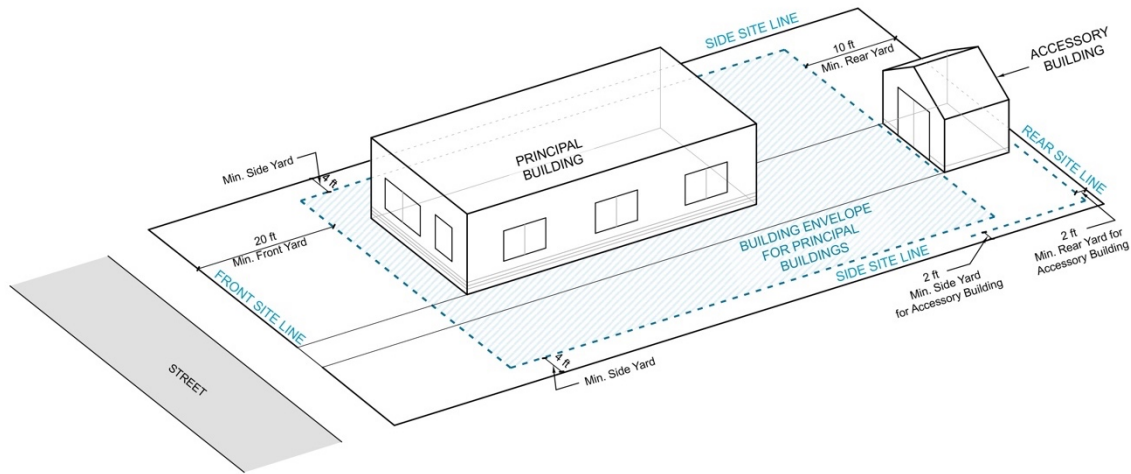 SIDE SITE LINE
10 ft
Min. Rear Yard
ACCESSORY
BUILDING
PRINCIPAL
BUILDING
REAR SITE LINE
Min. Side Yard
4 ft
20 ft
Min. Front Yard
BUILDING ENVELOPE
FOR PRINCIPAL
BUILDINGS
SIDE SITE LINE
2 ft
Min. Rear Yard for
Accessory Building
2 ft
Min. Side Yard
for Accessory Building
FRONT SITE LINE
4 ft
Min. Side Yard
STREET